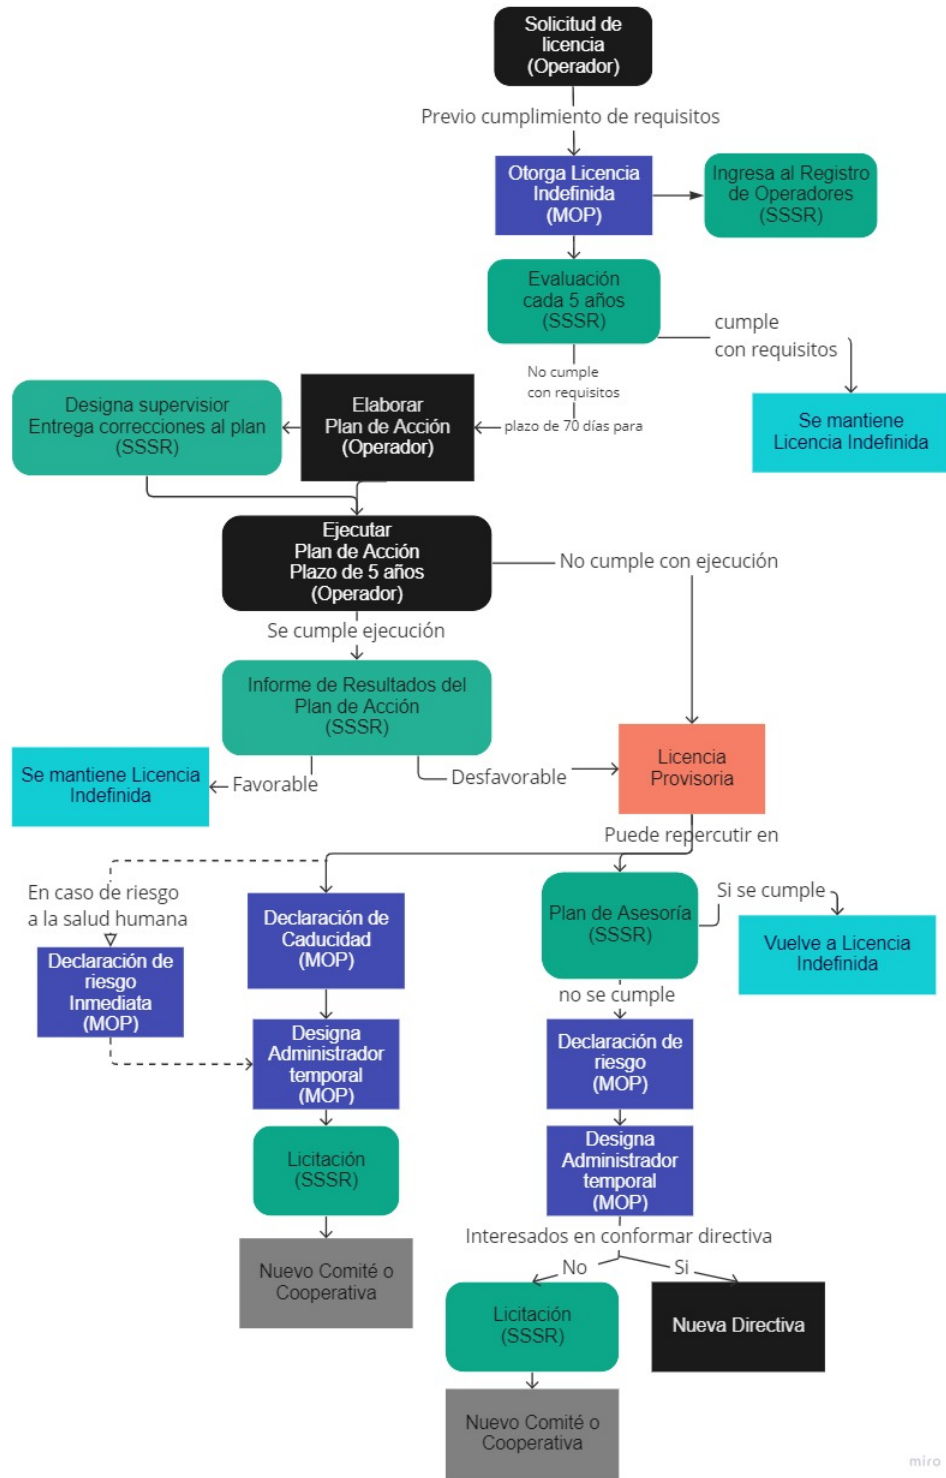 Solicitud de
licencia
(Operador)
Previo cumplimiento de requisitos
Otorga Licencia
Indefinida
(MOP)
Ingresa al Registro
de Operadores
(SSSR)
Evaluación
cada 5 años
(SSSR)
cumple
con requisitos
No cumple
con requisitos
plazo de 70 días para
Se mantiene
Licencia Indefinida
Designa supervisior
Entrega correcciones al plan
(SSSR)
Elaborar
Plan de Acción
(Operador)
Ejecutar
Plan de Acción
Plazo de 5 años
(Operador)
No cumple con ejecución
Se cumple ejecución
Informe de Resultados del
Plan de Acción
(SSSR)
Se mantiene Licencia
Indefinida
Favorable
Desfavorable
Licencia
Provisoria
Puede repercutir en
En caso de riesgo
a la salud humana
Declaración de
riesgo
Inmediata
(MOP)
Declaración de
Caducidad
(MOP)
Plan de Asesoría
(SSSR)
Si se cumple
Vuelve a Licencia
Indefinida
no se cumple
Designa
Administrador
temporal
(MOP)
Declaración de
riesgo
(MOP)
Licitación
(SSSR)
Designa
Administrador
temporal
(MOP)
Nuevo Comité o
Cooperativa
Interesados en conformar directiva
No
Si
Licitación
(SSSR)
Nueva Directiva
Nuevo Comité o
Cooperativa
miro